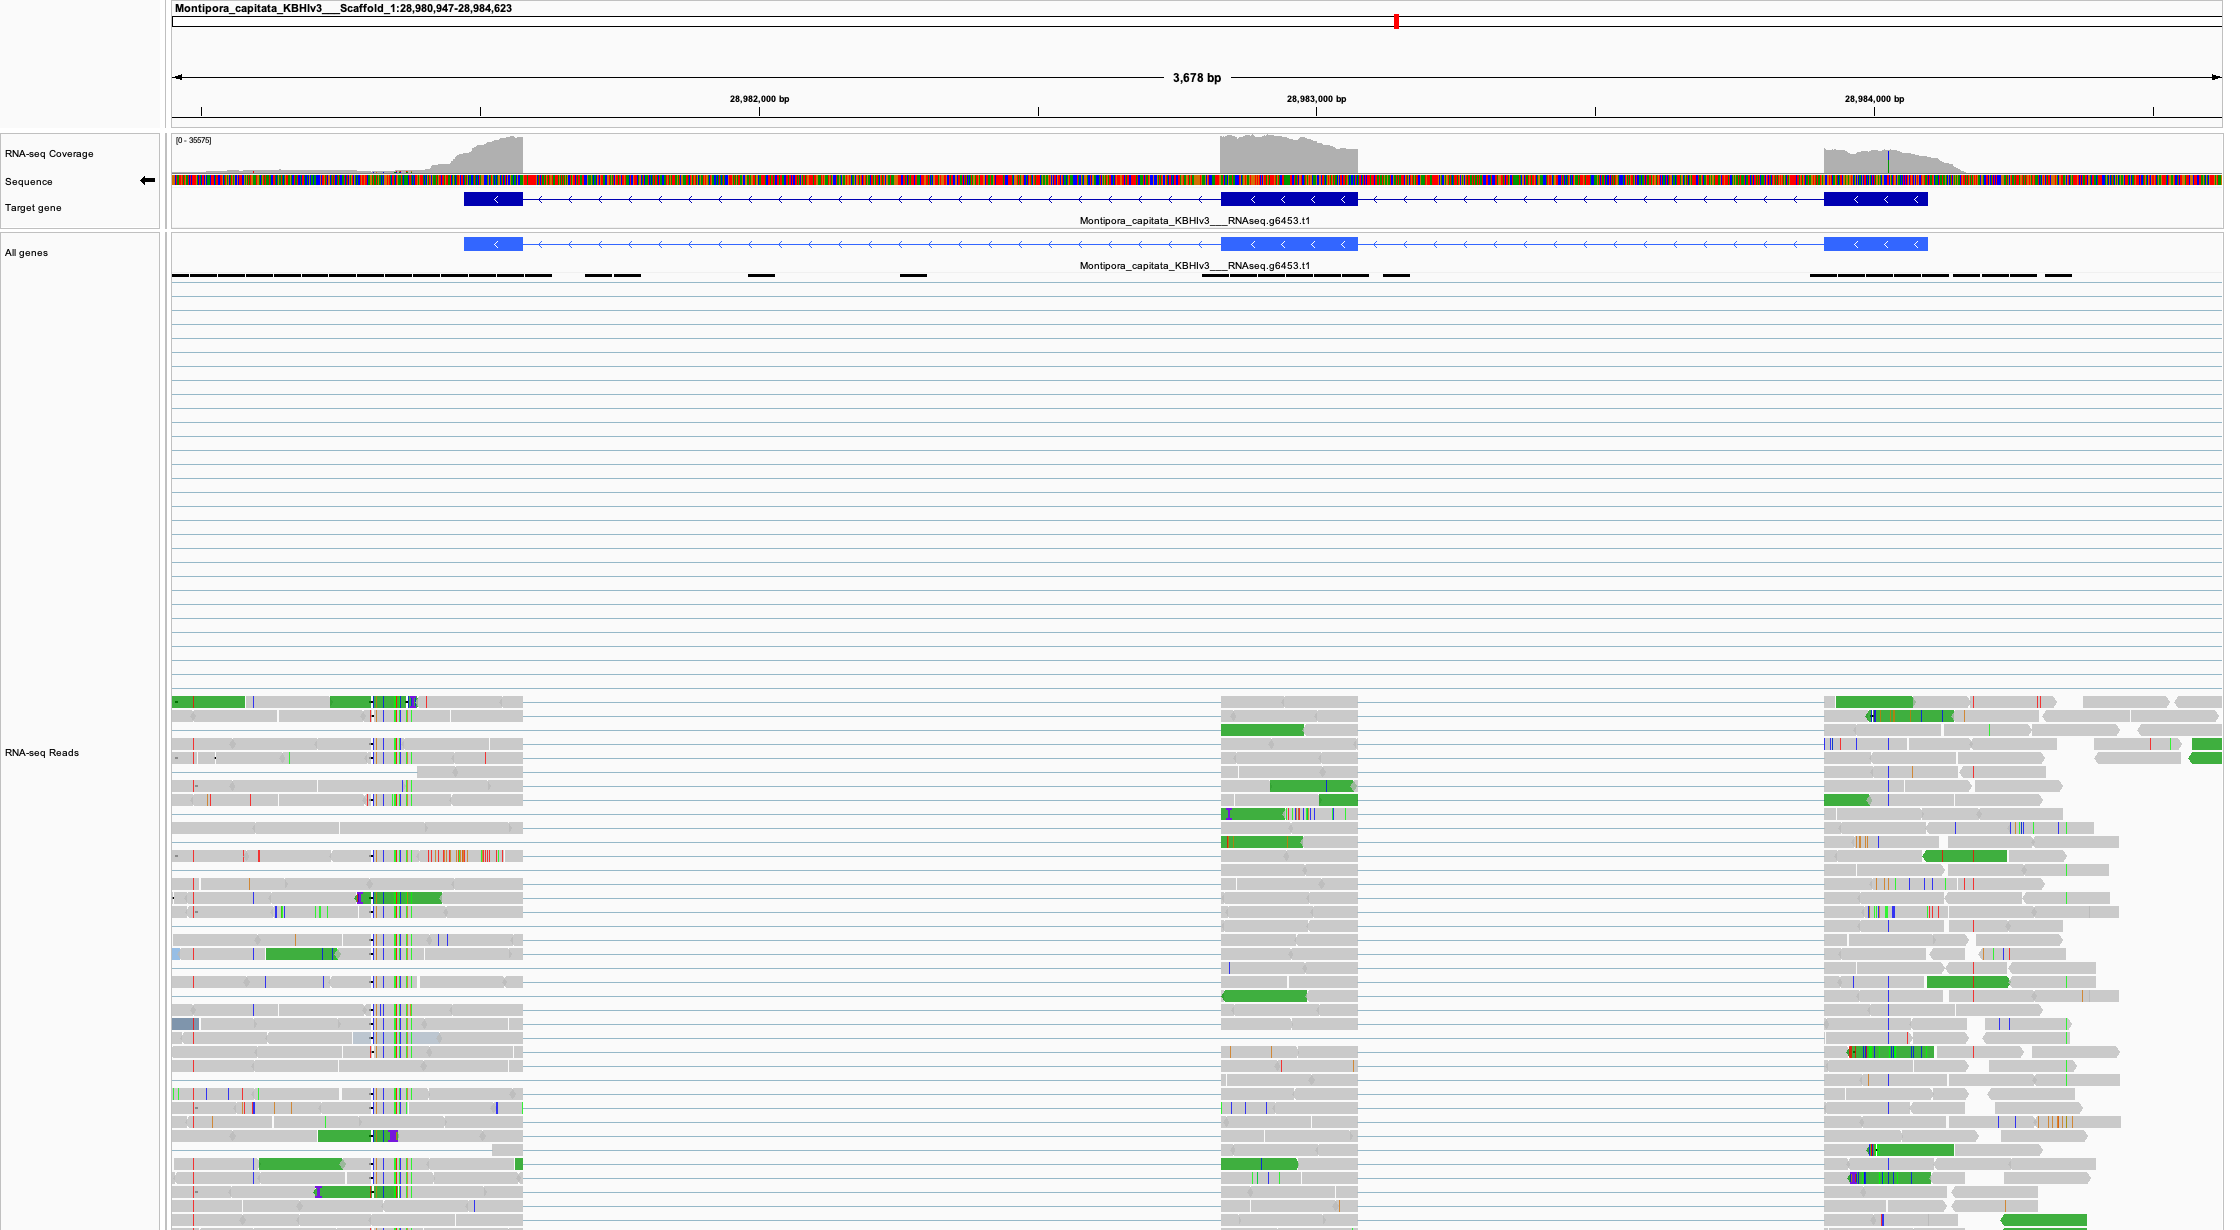 Montipora_capitata_KBHIv3___Scaffold_1:28,980,947-28,984,623
3,678 bp
28,982,000 bp
28,983,000 bp
28,984,000 bp
[0 - 35575]
RNA-seq Coverage
Sequence
Target gene
Montipora_capitata_KBHIv3___RNAseq.g6453.t1
All genes
Montipora_capitata_KBHIv3___RNAseq.g6453.t1
RNA-seq Reads